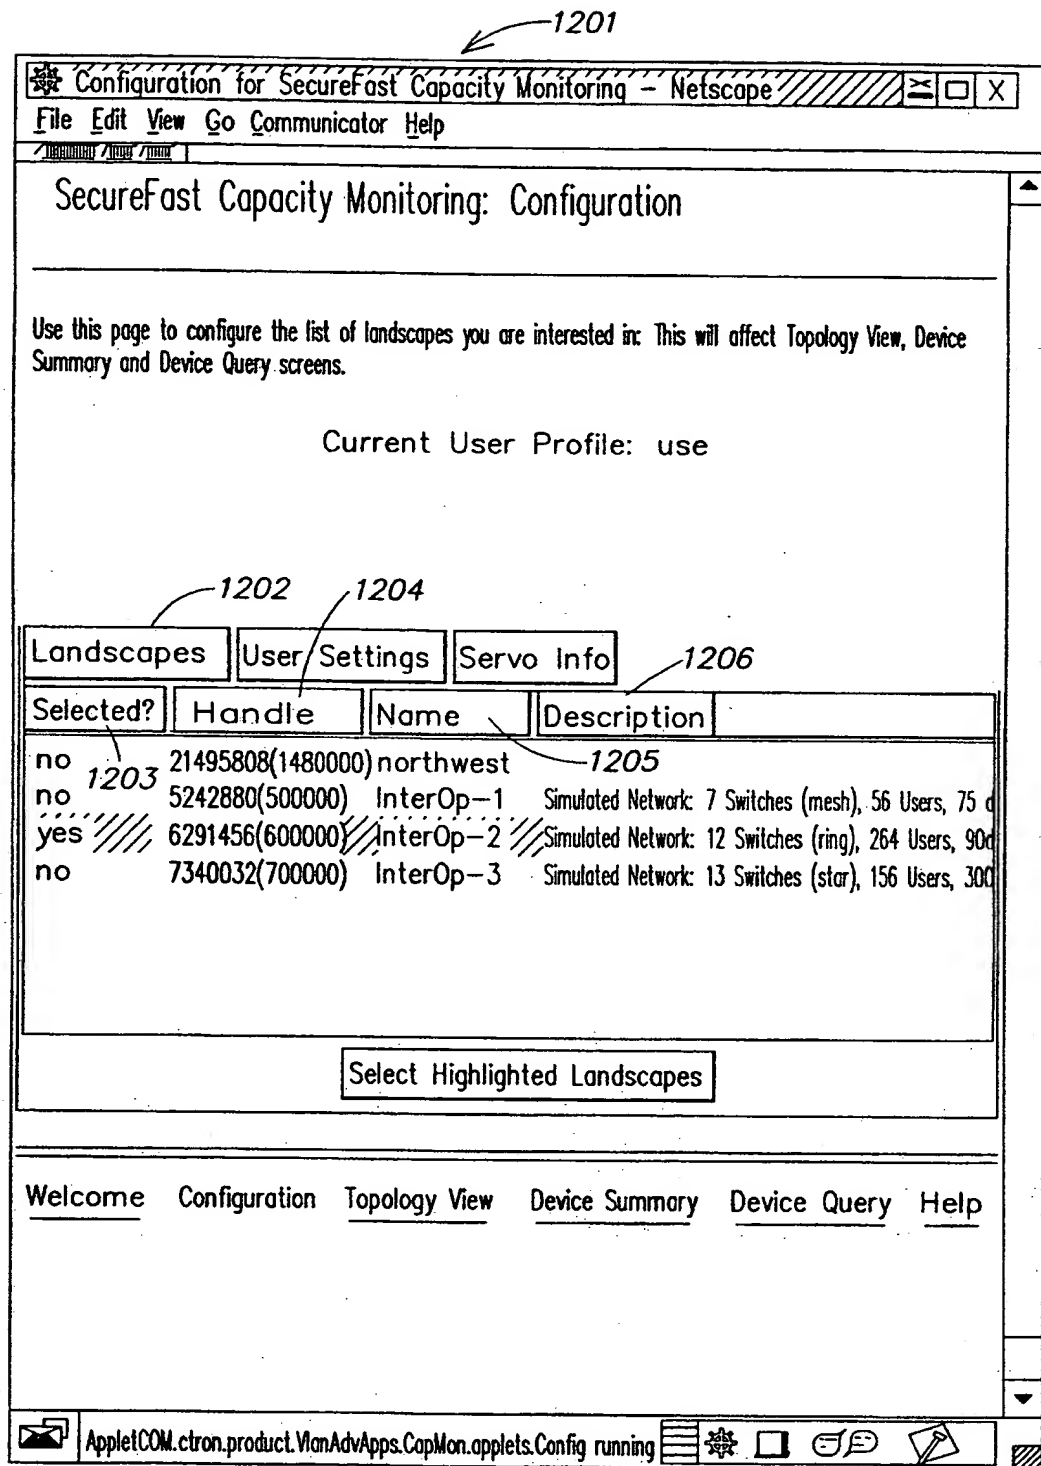 1201
Configuration for SecureFast Capacity Monitoring – Netscape
File Edit View Go Communicator Help
SecureFast Capacity Monitoring: Configuration
Use this page to configure the list of landscapes you are interested in: This will affect Topology View, Device
Summary and Device Query screens.
Current User Profile: use
1202 1204
Landscapes User Settings Servo Info 1206
Selected? Handle Name Description
1203 1205
no 21495808(1480000) northwest
no 5242880(500000) InterOp–1 Simulated Network: 7 Switches (mesh), 56 Users, 75 d
yes 6291456(600000) InterOp–2 Simulated Network: 12 Switches (ring), 264 Users, 90d
no 7340032(700000) InterOp–3 Simulated Network: 13 Switches (star), 156 Users, 300
Select Highlighted Landscapes
Welcome Configuration Topology View Device Summary Device Query Help
AppletCOM.ctron.product.VlanAdvApps.CapMon.applets.Config running